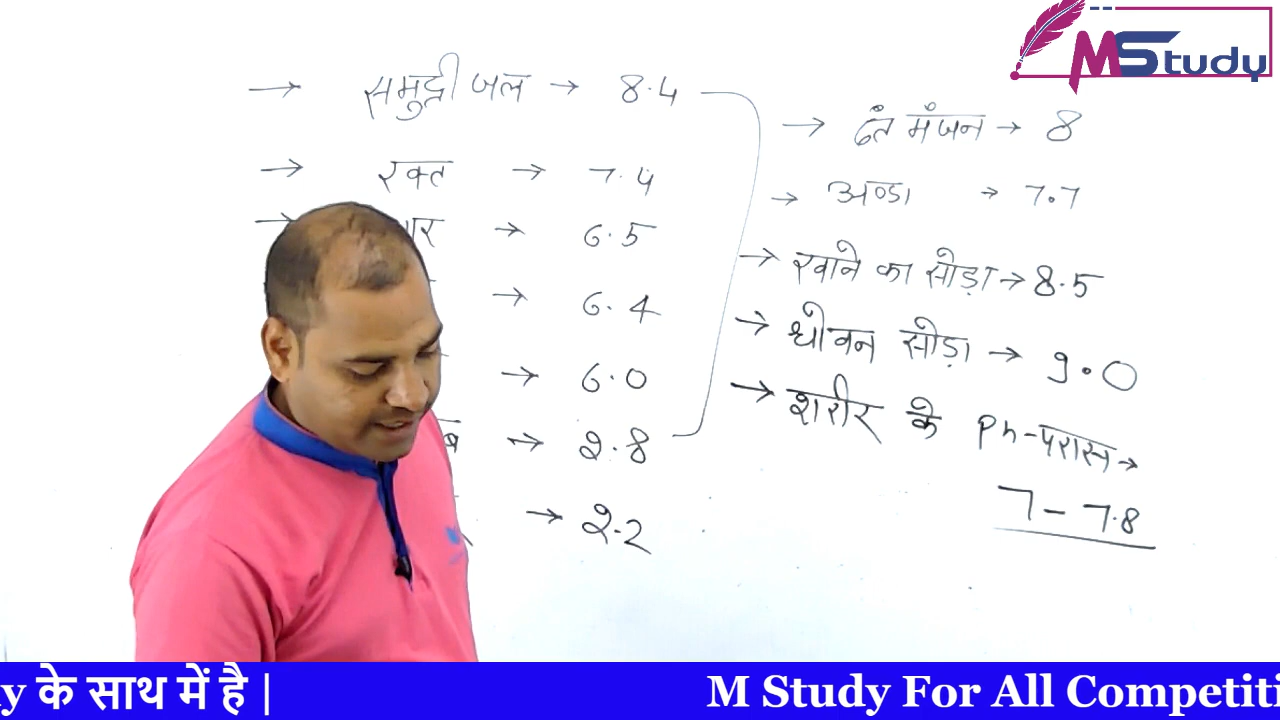 MStudy
→ समुद्री जल → 8.4
→ रक्त → 7.4
→ → 6.5
→ 6.4
→ 6.0
→ 2.8
→ 2.2
→ दंत मंजन → 8
→ अण्डा → 7.7
→ खाने का सोडा़ → 8.5
→ धोवन सोडा़ → 9.0
→ शरीर के Ph-परास →
7 – 7.8
के साथ में है |
M Study For All Competiti